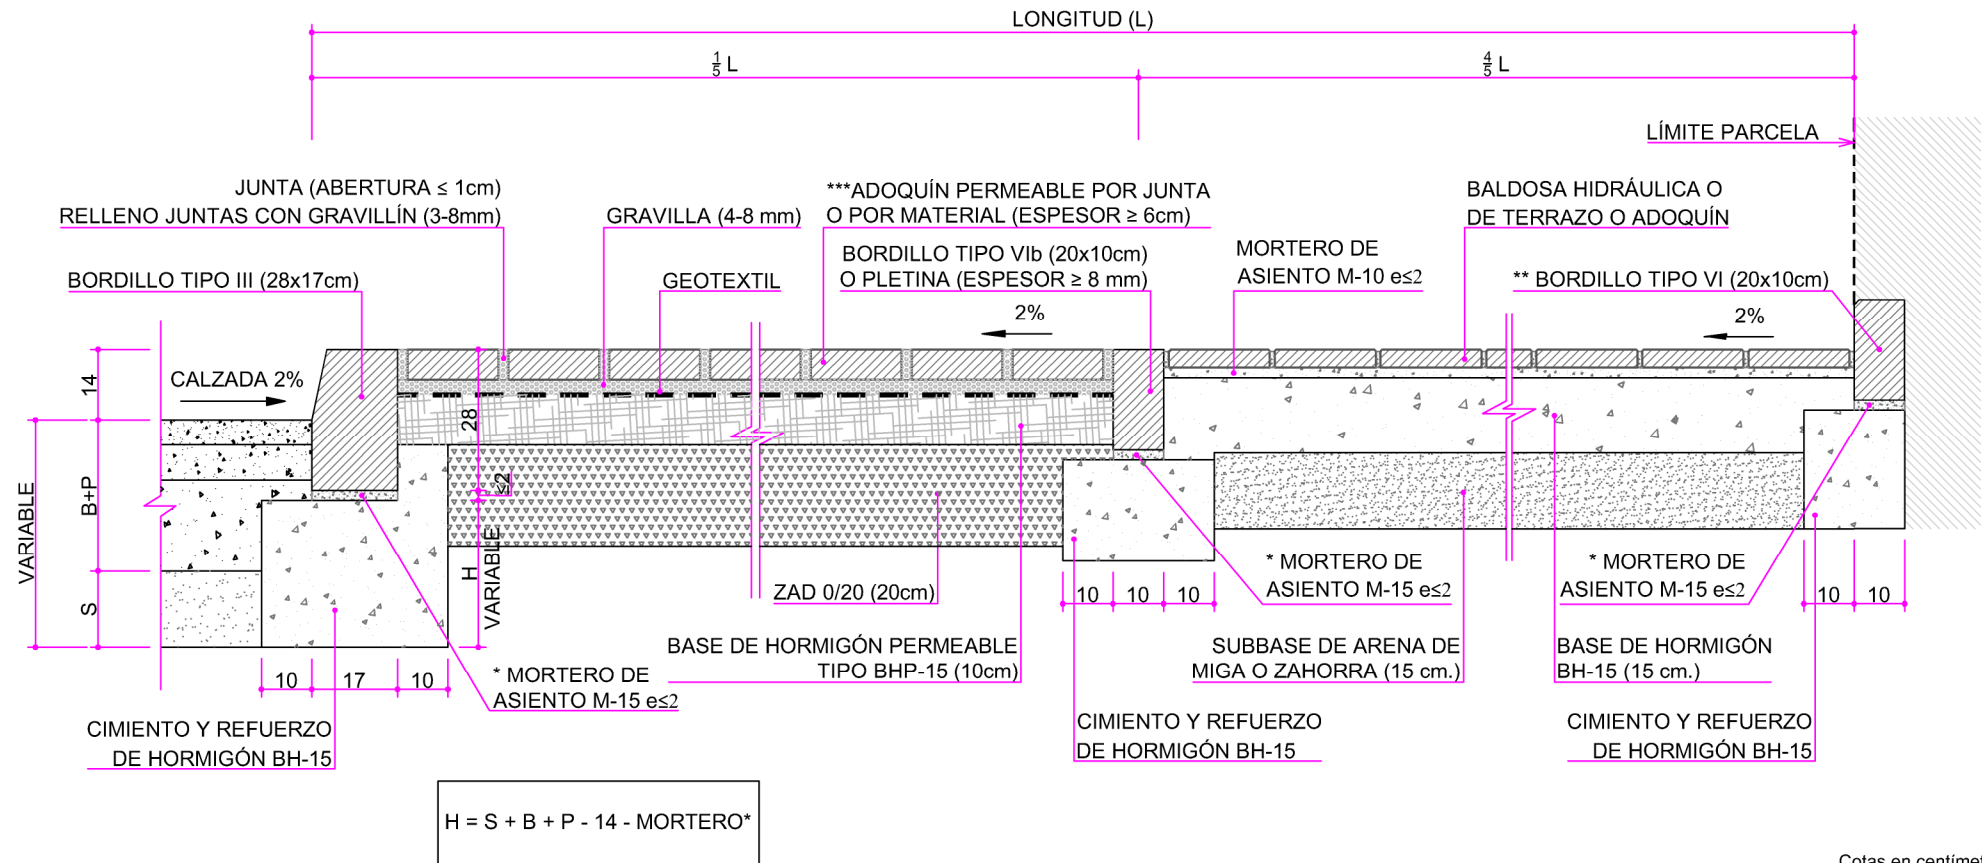 LONGITUD (L)
1/5 L
4/5 L
LÍMITE PARCELA
JUNTA (ABERTURA ≤ 1cm)
RELLENO JUNTAS CON GRAVILLÍN (3-8mm)
GRAVILLA (4-8 mm)
***ADOQUÍN PERMEABLE POR JUNTA
O POR MATERIAL (ESPESOR ≥ 6cm)
BALDOSA HIDRÁULICA O
DE TERRAZO O ADOQUÍN
BORDILLO TIPO III (28x17cm)
GEOTEXTIL
BORDILLO TIPO VIb (20x10cm)
O PLETINA (ESPESOR ≥ 8 mm)
MORTERO DE
ASIENTO M-10 e≤2
** BORDILLO TIPO VI (20x10cm)
2%
2%
CALZADA 2%
14
28
≤2
H
VARIABLE
B+P
S
VARIABLE
10
17
10
10
10
10
10
10
ZAD 0/20 (20cm)
* MORTERO DE
ASIENTO M-15 e≤2
* MORTERO DE
ASIENTO M-15 e≤2
BASE DE HORMIGÓN PERMEABLE
TIPO BHP-15 (10cm)
SUBBASE DE ARENA DE
MIGA O ZAHORRA (15 cm.)
BASE DE HORMIGÓN
BH-15 (15 cm.)
* MORTERO DE
ASIENTO M-15 e≤2
CIMIENTO Y REFUERZO
DE HORMIGÓN BH-15
CIMIENTO Y REFUERZO
DE HORMIGÓN BH-15
CIMIENTO Y REFUERZO
DE HORMIGÓN BH-15
H = S + B + P - 14 - MORTERO*
Cotas en